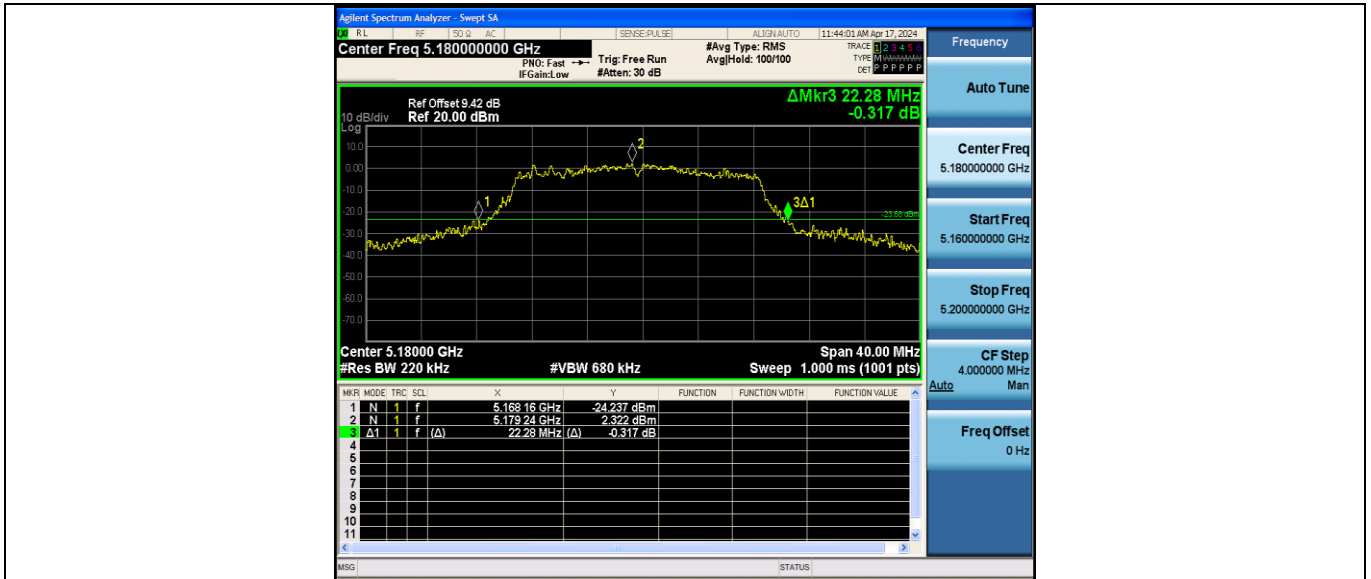 Agilent Spectrum Analyzer - Swept SA
LXI RL RF 50 Ω AC SENSE:PULSE ALIGNAUTO 11:44:01 AM Apr 17, 2024
Center Freq 5.180000000 GHz #Avg Type: RMS TRACE 1 2 3 4 5 6
PNO: Fast Trig: Free Run Avg|Hold: 100/100 TYPE M
IFGain:Low #Atten: 30 dB DET P P P P P P
ΔMkr3 22.28 MHz
-0.317 dB
Ref Offset 9.42 dB
10 dB/div Ref 20.00 dBm
Log
10.0
0.00
-10.0
-20.0
-30.0
-40.0
-50.0
-60.0
-70.0
1
2
3Δ1
-23.68 dBm
Center 5.18000 GHz Span 40.00 MHz
#Res BW 220 kHz #VBW 680 kHz Sweep 1.000 ms (1001 pts)
MKR MODE TRC SCL X Y FUNCTION FUNCTION WIDTH FUNCTION VALUE
1 N 1 f 5.168 16 GHz -24.237 dBm
2 N 1 f 5.179 24 GHz 2.322 dBm
3 Δ1 1 f (Δ) 22.28 MHz (Δ) -0.317 dB
4
5
6
7
8
9
10
11
MSG STATUS
Frequency
Auto Tune
Center Freq
5.180000000 GHz
Start Freq
5.160000000 GHz
Stop Freq
5.200000000 GHz
CF Step
4.000000 MHz
Auto Man
Freq Offset
0 Hz